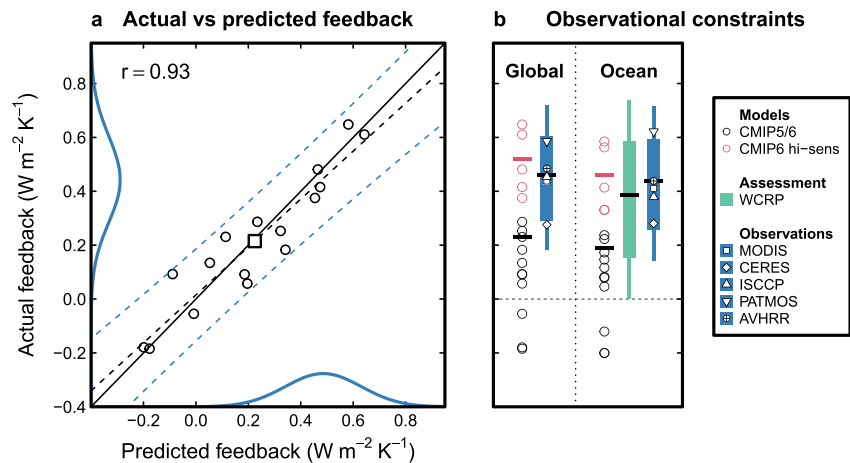 a Actual vs predicted feedback
r = 0.93
Actual feedback (W m−2 K−1)
0.8
0.6
0.4
0.2
0.0
−0.2
−0.4
−0.2 0.0 0.2 0.4 0.6 0.8
Predicted feedback (W m−2 K−1)
b Observational constraints
Global Ocean
Models
CMIP5/6
CMIP6 hi-sens
Assessment
WCRP
Observations
MODIS
CERES
ISCCP
PATMOS
AVHRR